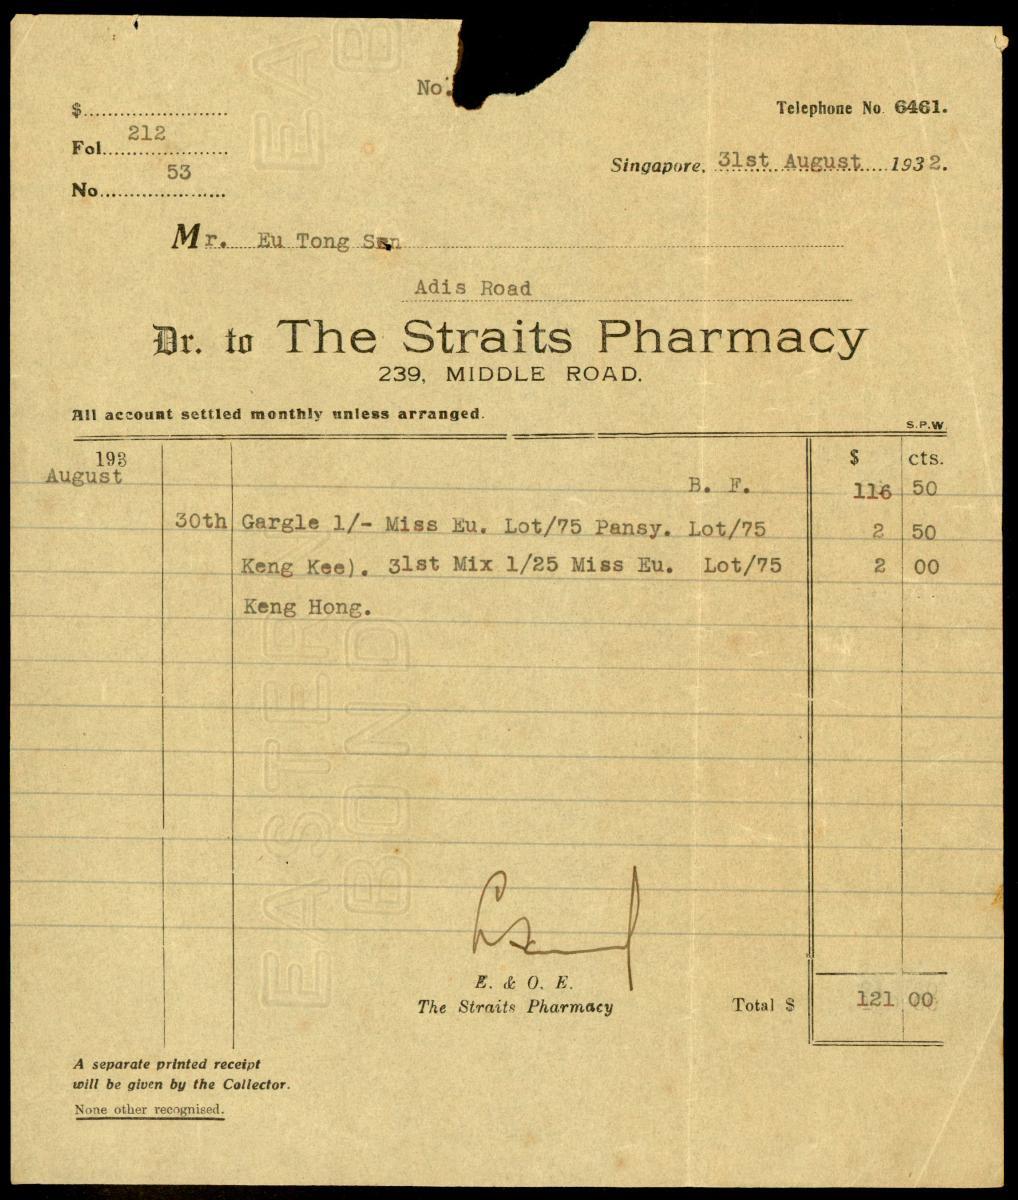 No.
$........................
Telephone No. 6461.
Fol. 212
Singapore, 31st August 1932.
No. 53
Mr. Eu Tong Sen
Adis Road
Dr. to The Straits Pharmacy
239, MIDDLE ROAD.
All account settled monthly unless arranged.
S.P.W.
193 $ cts.
August B. F. 116 50
30th Gargle 1/- Miss Eu. Lot/75 Pansy. Lot/75 2 50
Keng Kee). 31st Mix 1/25 Miss Eu. Lot/75 2 00
Keng Hong.
E. & O. E.
The Straits Pharmacy
Total $ 121 00
A separate printed receipt
will be given by the Collector.
None other recognised.
EASTERN
BOND
EA
B